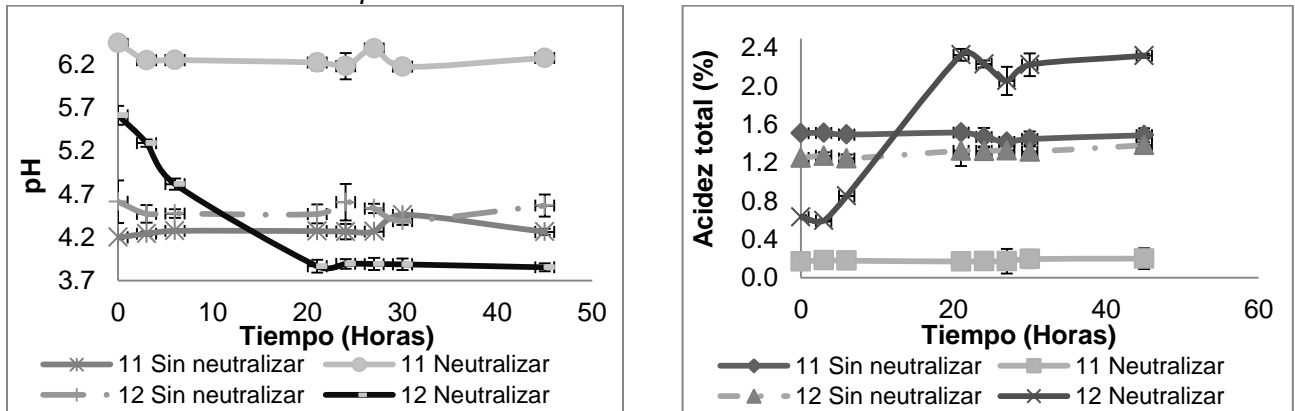 6.2
5.7
5.2
4.7
4.2
3.7
pH
0 10 20 30 40 50
Tiempo (Horas)
11 Sin neutralizar 11 Neutralizar
12 Sin neutralizar 12 Neutralizar
2.4
2.0
1.6
1.2
0.8
0.4
0.0
Acidez total (%)
0 20 40 60
Tiempo (Horas)
11 Sin neutralizar 11 Neutralizar
12 Sin neutralizar 12 Neutralizar